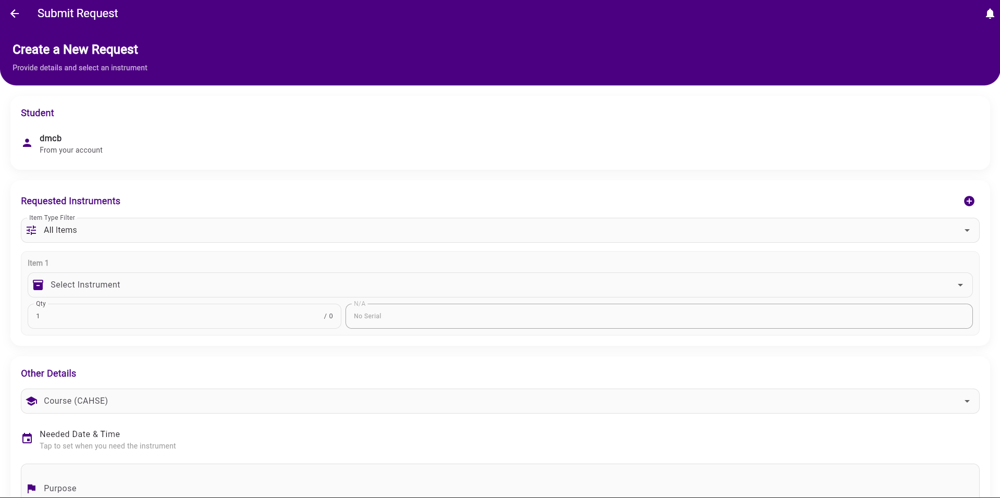 Submit Request
Create a New Request
Provide details and select an instrument
Student
dmcb
From your account
Requested Instruments
Item Type Filter
All Items
Item 1
Select Instrument
Qty
1 / 0
N/A
No Serial
Other Details
Course (CAHSE)
Needed Date & Time
Tap to set when you need the instrument
Purpose